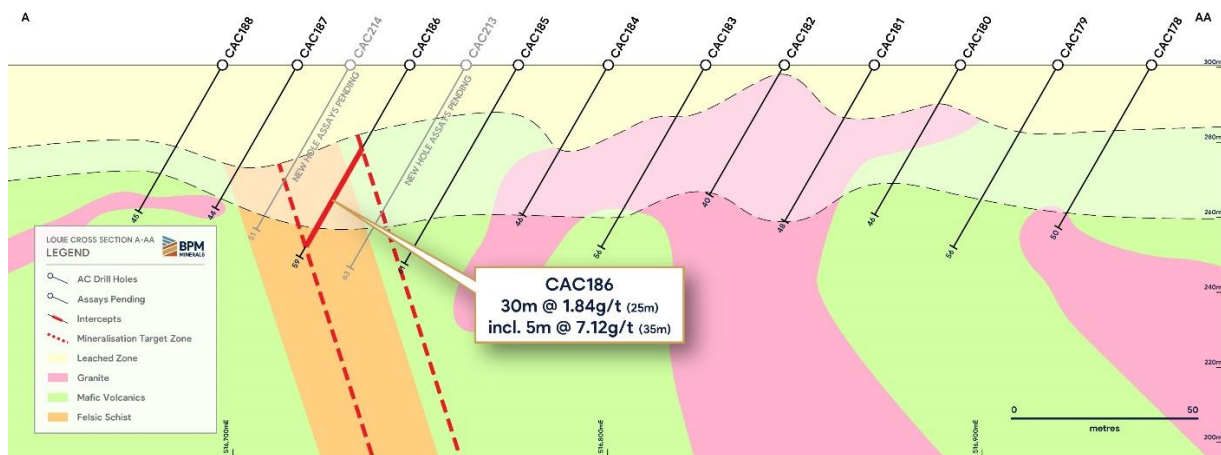 A
AA
CAC188
CAC187
CAC214
CAC186
CAC213
CAC185
CAC184
CAC183
CAC182
CAC181
CAC180
CAC179
CAC178
300m
NEW HOLE ASSAYS PENDING
NEW HOLE ASSAYS PENDING
280m
260m
240m
220m
200m
45
44
51
59
63
46
56
40
48
46
56
50
LOUIE CROSS SECTION A-AA
LEGEND
BPM
MINERALS
AC Drill Holes
Assays Pending
Intercepts
Mineralisation Target Zone
Leached Zone
Granite
Mafic Volcanics
Felsic Schist
CAC186
30m @ 1.84g/t (25m)
incl. 5m @ 7.12g/t (35m)
0
50
metres
516,700mE
516,800mE
516,900mE